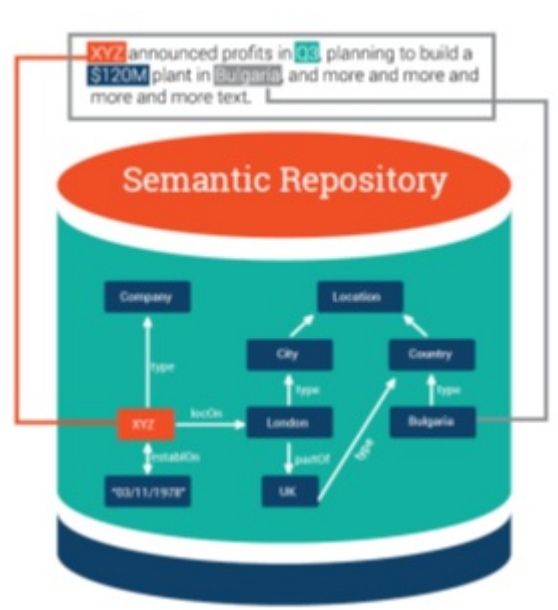 XYZ announced profits in Q3, planning to build a
$120M plant in Bulgaria, and more and more and
more and more text.
Semantic Repository
Company
Location
City
Country
type
type
type
XYZ
locOn
London
Bulgaria
establOn
partOf
type
"03/11/1978"
UK